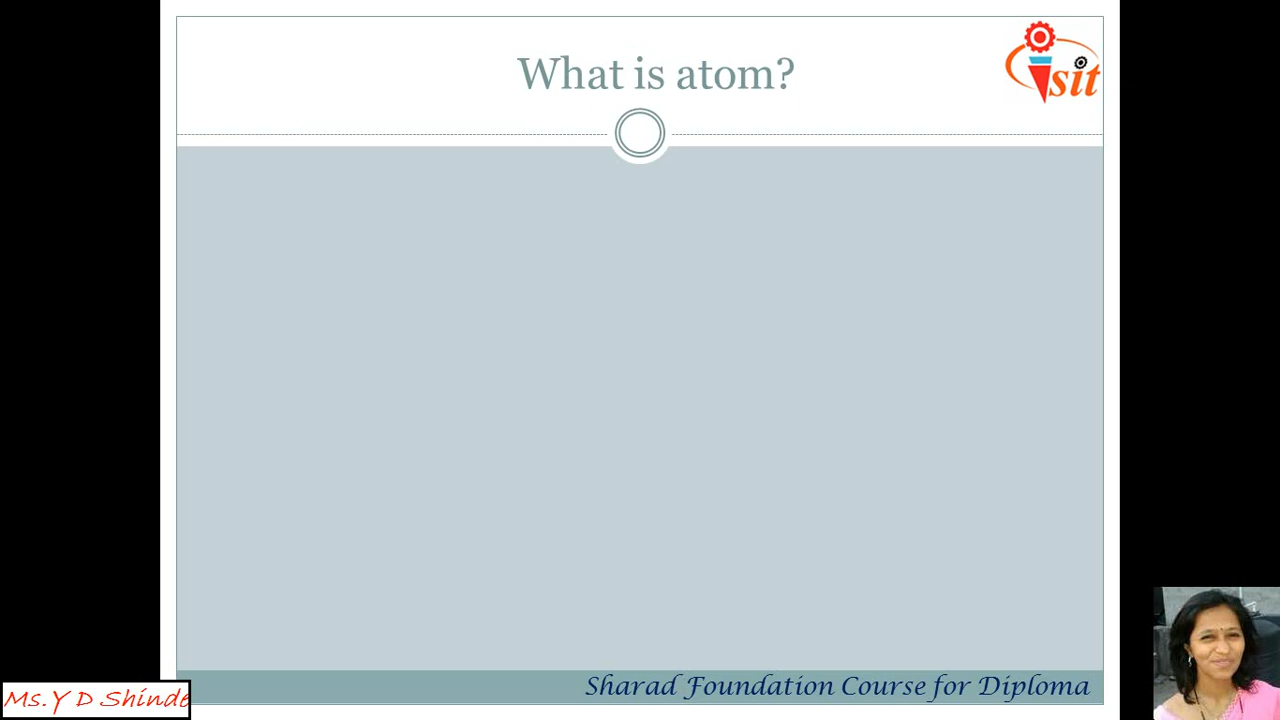 What is atom?
sit
Sharad Foundation Course for Diploma
Ms. Y D Shinde